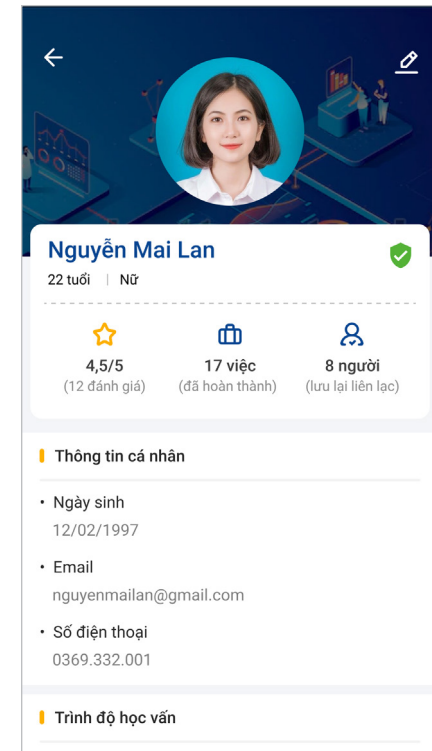 Nguyễn Mai Lan
22 tuổi | Nữ
4,5/5 17 việc 8 người
(12 đánh giá) (đã hoàn thành) (lưu lại liên lạc)
Thông tin cá nhân
• Ngày sinh
12/02/1997
• Email
nguyenmailan@gmail.com
• Số điện thoại
0369.332.001
Trình độ học vấn